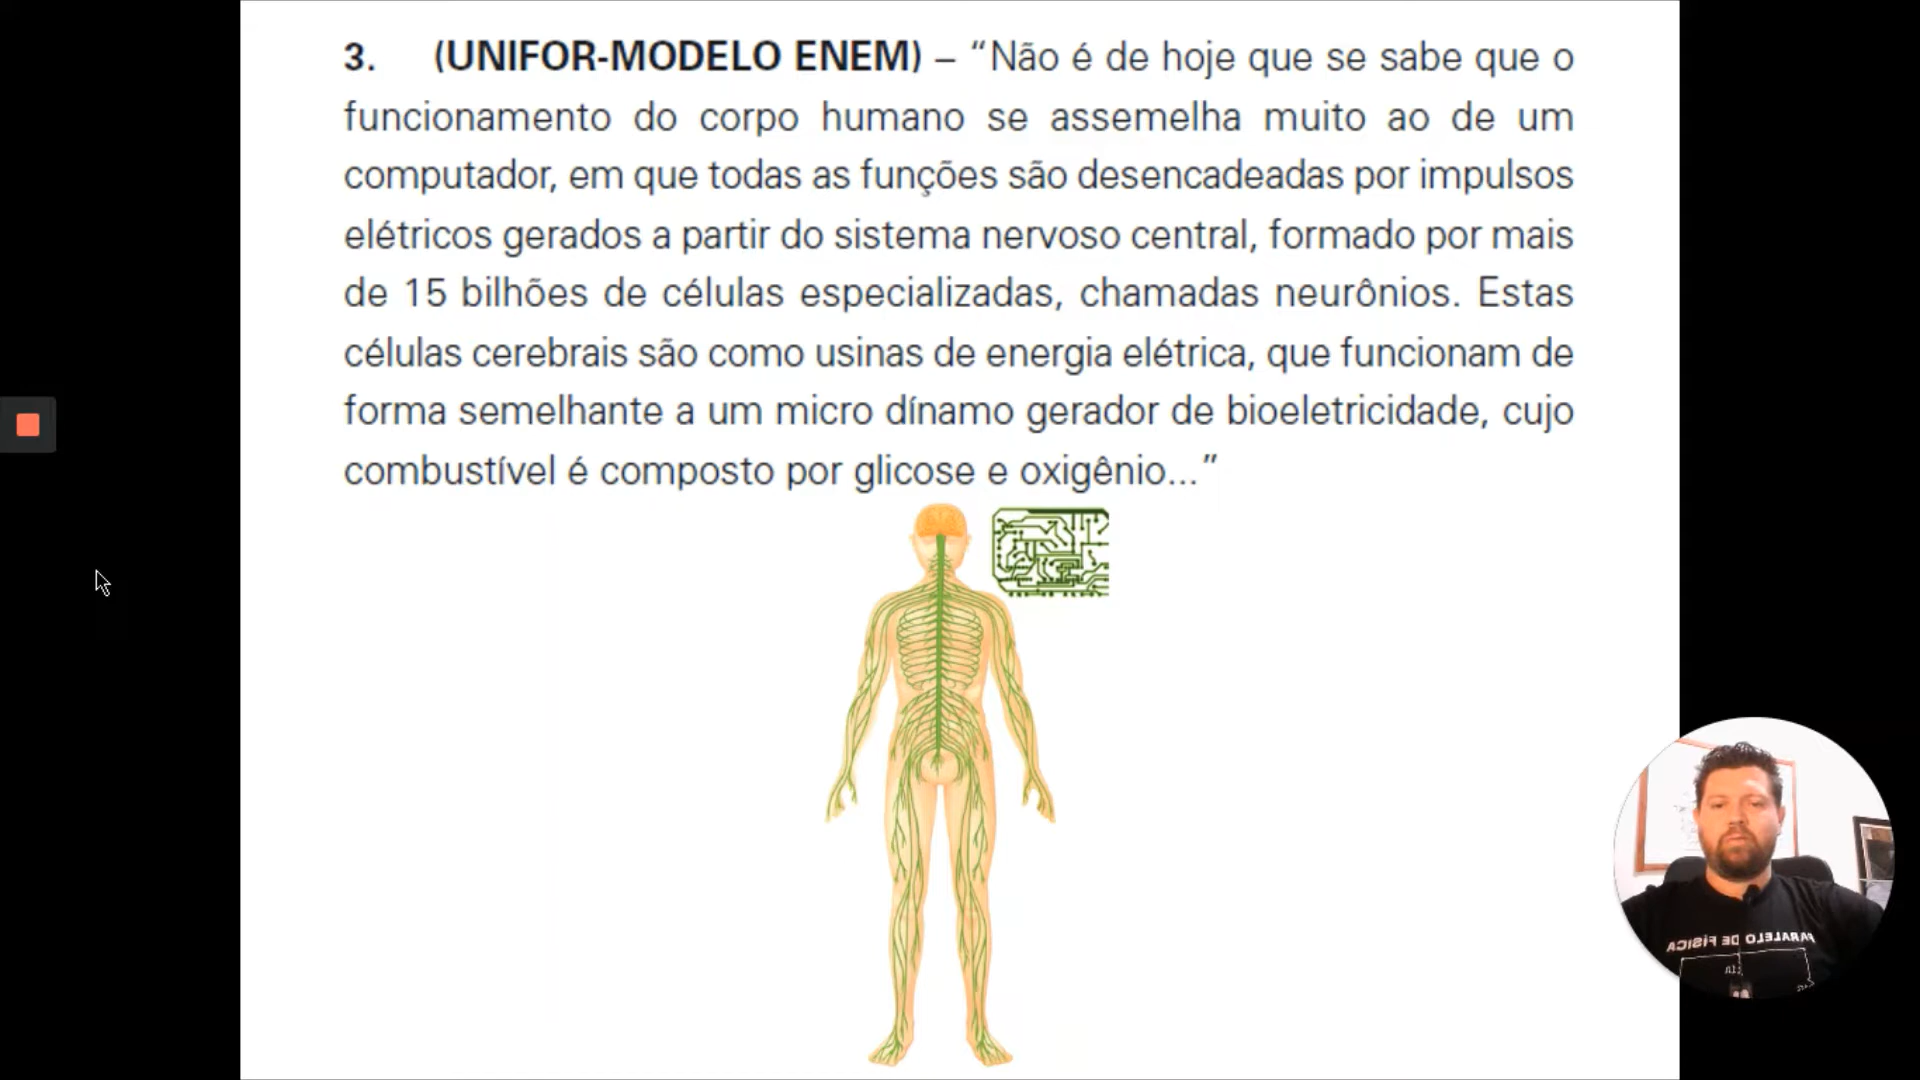 3. (UNIFOR-MODELO ENEM) – “Não é de hoje que se sabe que o
funcionamento do corpo humano se assemelha muito ao de um
computador, em que todas as funções são desencadeadas por impulsos
elétricos gerados a partir do sistema nervoso central, formado por mais
de 15 bilhões de células especializadas, chamadas neurônios. Estas
células cerebrais são como usinas de energia elétrica, que funcionam de
forma semelhante a um micro dínamo gerador de bioeletricidade, cujo
combustível é composto por glicose e oxigênio...”
PARALELO DE FÍSICA